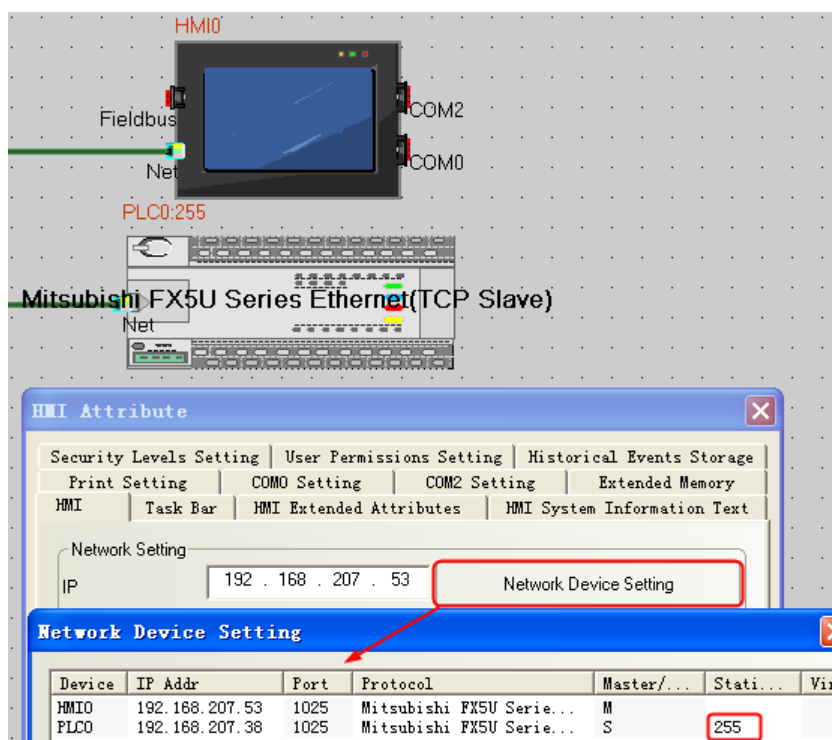 HMI0
Fieldbus
COM2
Net
COM0
PLC0:255
Mitsubishi FX5U Series Ethernet(TCP Slave)
Net
HMI Attribute
Security Levels Setting User Permissions Setting Historical Events Storage
Print Setting COM0 Setting COM2 Setting Extended Memory
HMI Task Bar HMI Extended Attributes HMI System Information Text
Network Setting
IP 192 . 168 . 207 . 53 Network Device Setting
Network Device Setting
Device IP Addr Port Protocol Master/... Stati... Vir
HMI0 192.168.207.53 1025 Mitsubishi FX5U Serie... M
PLC0 192.168.207.38 1025 Mitsubishi FX5U Serie... S 255